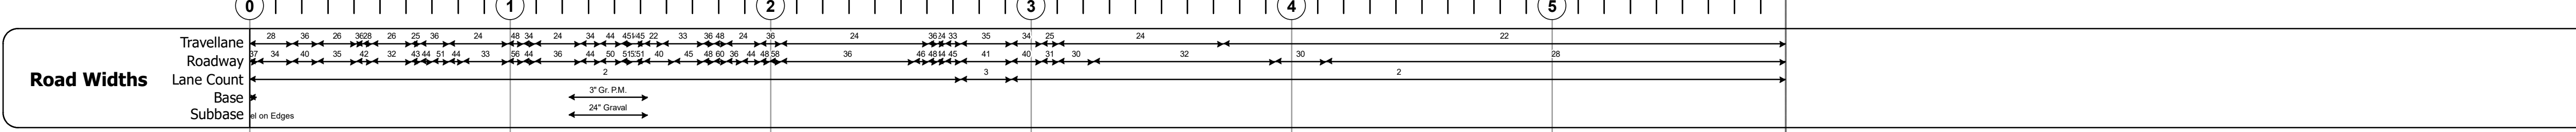 0 1 2 3 4 5
Road Widths
Travellane 28 36 26 36 28 26 25 36 24 48 34 24 34 44 45 45 22 33 36 48 24 36 24 36 24 33 35 34 25 24 22
Roadway 37 34 40 35 42 32 43 44 51 44 33 56 44 36 44 50 51 51 40 45 48 60 36 44 48 58 36 46 48 44 45 41 40 31 30 32 30 28
Lane Count 2 3 2
Base 3" Gr. P.M.
Subbase el on Edges 24" Graval